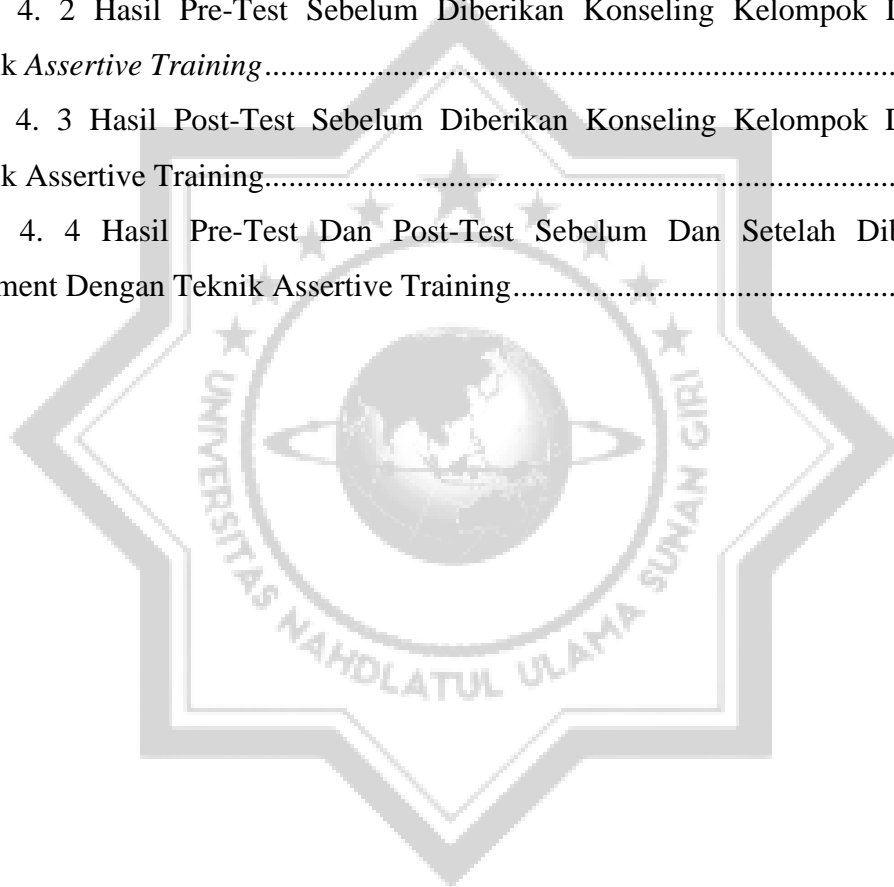 4. 2 Hasil Pre-Test Sebelum Diberikan Konseling Kelompok
k Assertive Training
4. 3 Hasil Post-Test Sebelum Diberikan Konseling Kelompok
k Assertive Training
4. 4 Hasil Pre-Test Dan Post-Test Sebelum Dan Setelah Dib
ment Dengan Teknik Assertive Training
UNIVERSITAS NAHDLATUL ULAMA SUNAN GIRI